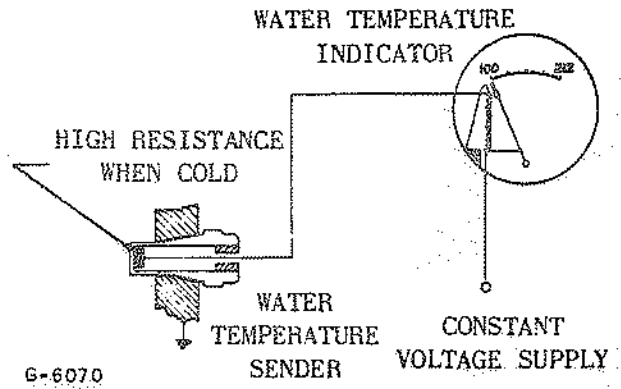 WATER TEMPERATURE
INDICATOR
100 212
HIGH RESISTANCE
WHEN COLD
WATER
TEMPERATURE
SENDER
CONSTANT
VOLTAGE SUPPLY
G-6070